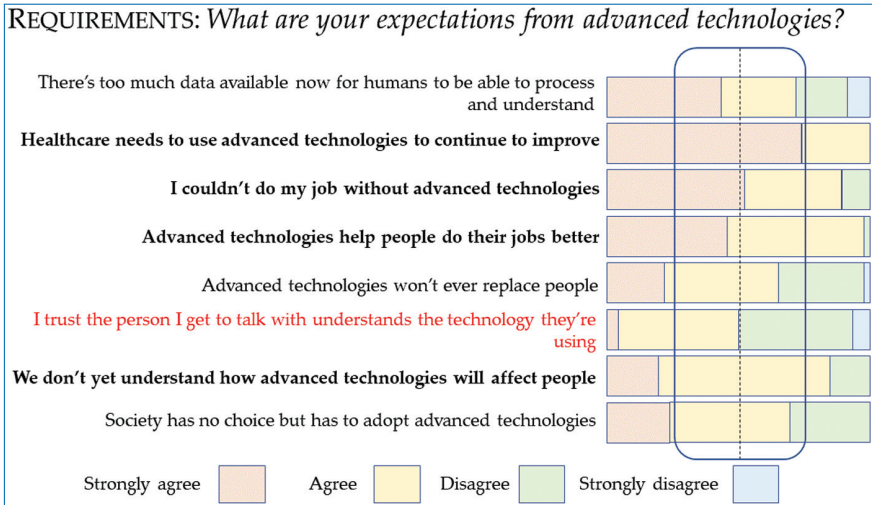 REQUIREMENTS: What are your expectations from advanced technologies?
There's too much data available now for humans to be able to process
and understand
Healthcare needs to use advanced technologies to continue to improve
I couldn't do my job without advanced technologies
Advanced technologies help people do their jobs better
Advanced technologies won't ever replace people
I trust the person I get to talk with understands the technology they're
using
We don't yet understand how advanced technologies will affect people
Society has no choice but has to adopt advanced technologies
Strongly agree Agree Disagree Strongly disagree